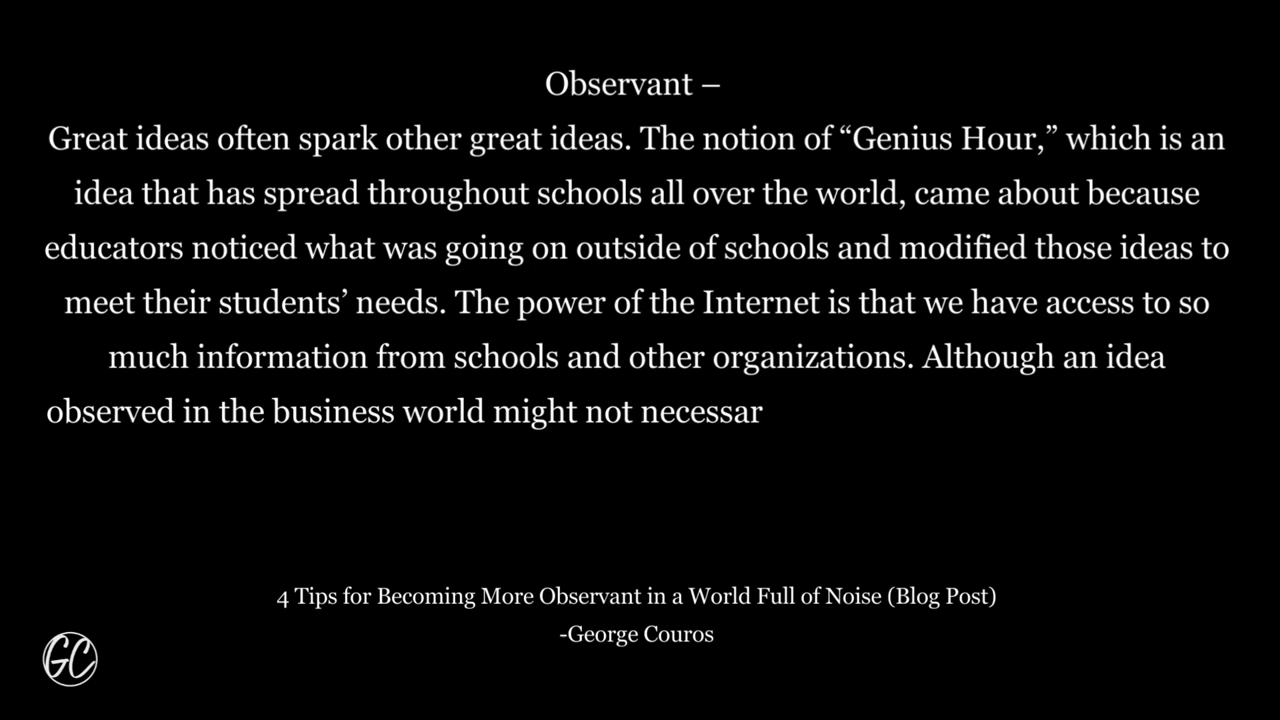 Observant –
Great ideas often spark other great ideas. The notion of “Genius Hour,” which is an
idea that has spread throughout schools all over the world, came about because
educators noticed what was going on outside of schools and modified those ideas to
meet their students’ needs. The power of the Internet is that we have access to so
much information from schools and other organizations. Although an idea
observed in the business world might not necessar
4 Tips for Becoming More Observant in a World Full of Noise (Blog Post)
-George Couros
GC